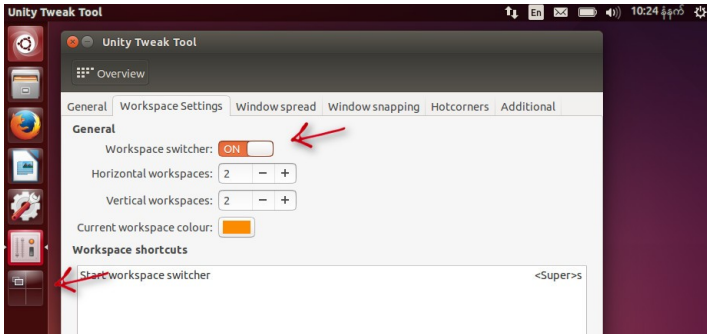 Unity Tweak Tool
En
10:24 နံနက်
Unity Tweak Tool
Overview
General Workspace Settings Window spread Window snapping Hotcorners Additional
General
Workspace switcher: ON
Horizontal workspaces: 2 − +
Vertical workspaces: 2 − +
Current workspace colour:
Workspace shortcuts
Start workspace switcher <Super>s